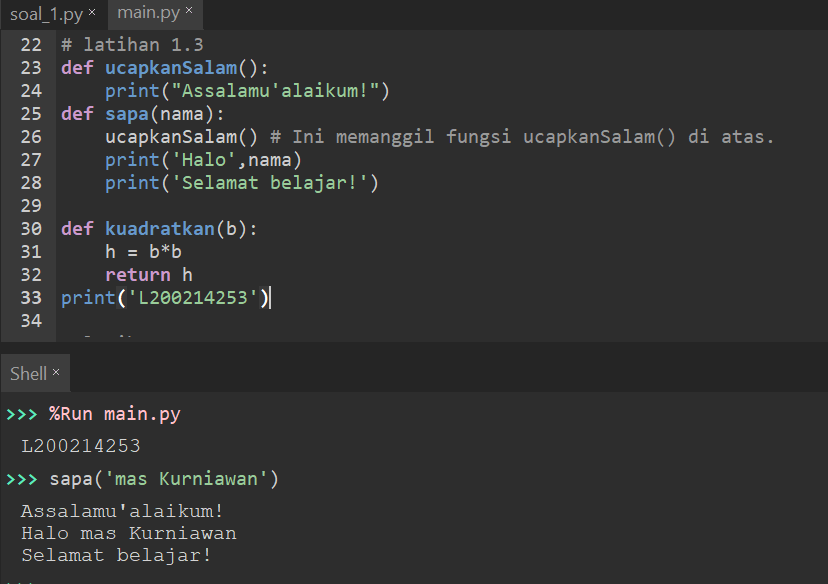 soal_1.py × main.py ×
22 # latihan 1.3
23 def ucapkanSalam():
24     print("Assalamu'alaikum!")
25 def sapa(nama):
26     ucapkanSalam() # Ini memanggil fungsi ucapkanSalam() di atas.
27     print('Halo',nama)
28     print('Selamat belajar!')
29
30 def kuadratkan(b):
31     h = b*b
32     return h
33 print('L200214253')
34
Shell ×
>>> %Run main.py
L200214253
>>> sapa('mas Kurniawan')
Assalamu'alaikum!
Halo mas Kurniawan
Selamat belajar!